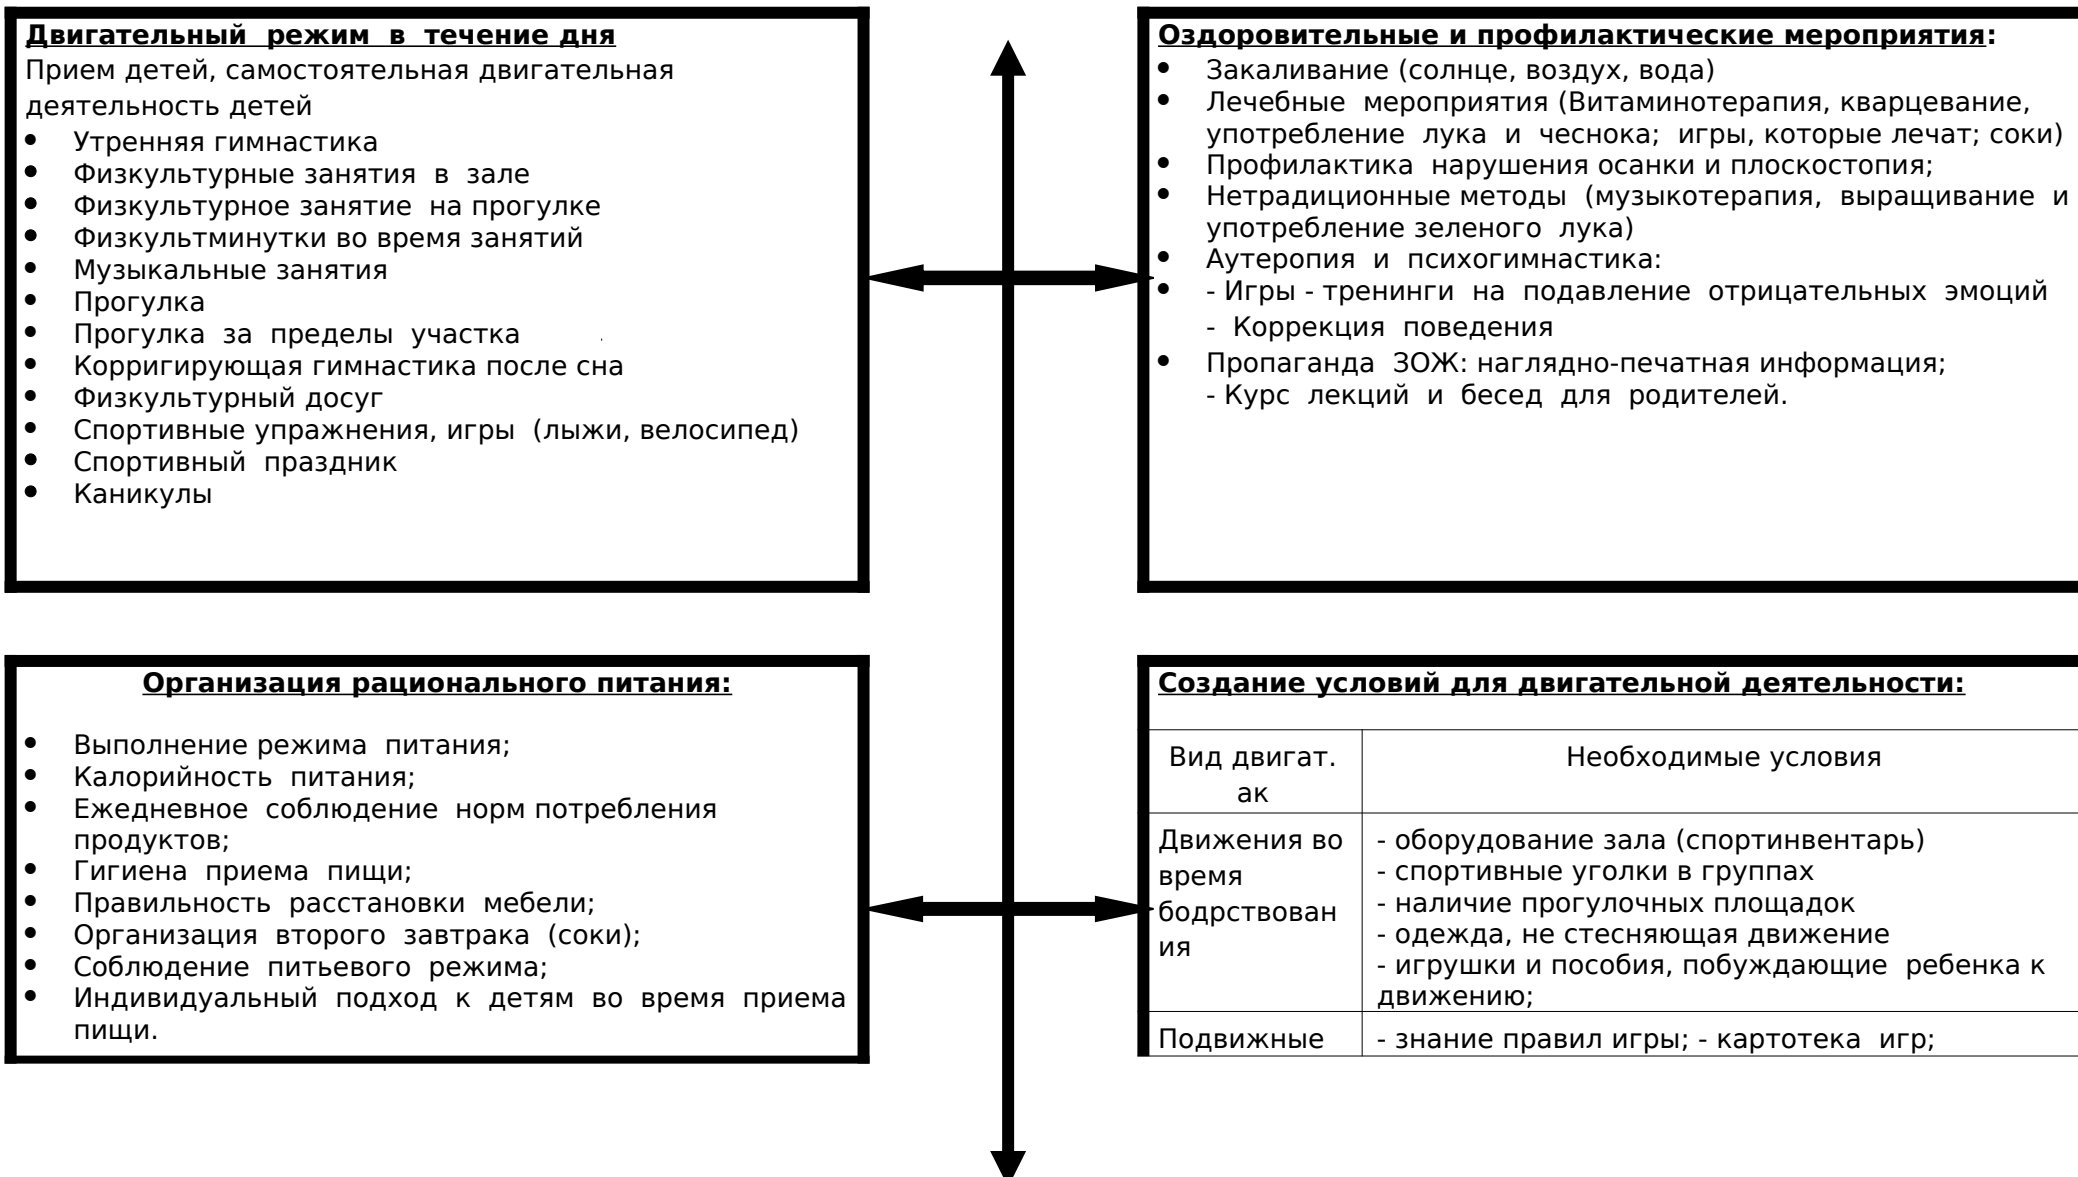 Двигательный режим в течение дня
Прием детей, самостоятельная двигательная
деятельность детей
• Утренняя гимнастика
• Физкультурные занятия в зале
• Физкультурное занятие на прогулке
• Физкультминутки во время занятий
• Музыкальные занятия
• Прогулка
• Прогулка за пределы участка
• Корригирующая гимнастика после сна
• Физкультурный досуг
• Спортивные упражнения, игры (лыжи, велосипед)
• Спортивный праздник
• Каникулы
Оздоровительные и профилактические мероприятия:
• Закаливание (солнце, воздух, вода)
• Лечебные мероприятия (Витаминотерапия, кварцевание,
употребление лука и чеснока; игры, которые лечат; соки)
• Профилактика нарушения осанки и плоскостопия;
• Нетрадиционные методы (музыкотерапия, выращивание и
употребление зеленого лука)
• Аутеропия и психогимнастика:
• - Игры - тренинги на подавление отрицательных эмоций
- Коррекция поведения
• Пропаганда ЗОЖ: наглядно-печатная информация;
- Курс лекций и бесед для родителей.
Организация рационального питания:
• Выполнение режима питания;
• Калорийность питания;
• Ежедневное соблюдение норм потребления
продуктов;
• Гигиена приема пищи;
• Правильность расстановки мебели;
• Организация второго завтрака (соки);
• Соблюдение питьевого режима;
• Индивидуальный подход к детям во время приема
пищи.
Создание условий для двигательной деятельности:
Вид двигат.
ак
Необходимые условия
Движения во
время
бодрствован
ия
- оборудование зала (спортинвентарь)
- спортивные уголки в группах
- наличие прогулочных площадок
- одежда, не стесняющая движение
- игрушки и пособия, побуждающие ребенка к
движению;
Подвижные
- знание правил игры; - картотека игр;